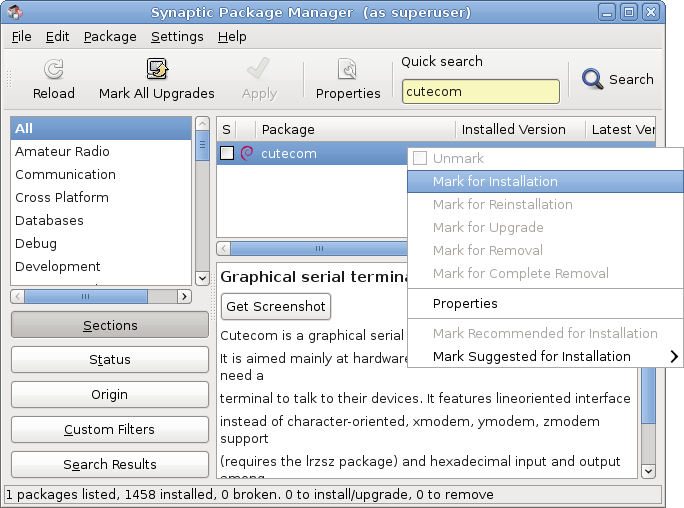 Synaptic Package Manager (as superuser)
File Edit Package Settings Help
Reload
Mark All Upgrades
Apply
Properties
Quick search
cutecom
Search
All
Amateur Radio
Communication
Cross Platform
Databases
Debug
Development
Sections
Status
Origin
Custom Filters
Search Results
S Package Installed Version Latest Ver
cutecom
Unmark
Mark for Installation
Mark for Reinstallation
Mark for Upgrade
Mark for Removal
Mark for Complete Removal
Properties
Mark Recommended for Installation
Mark Suggested for Installation
Graphical serial termina
Get Screenshot
Cutecom is a graphical serial
It is aimed mainly at hardware
need a
terminal to talk to their devices. It features lineoriented interface
instead of character-oriented, xmodem, ymodem, zmodem
support
(requires the lrzsz package) and hexadecimal input and output
among
1 packages listed, 1458 installed, 0 broken. 0 to install/upgrade, 0 to remove